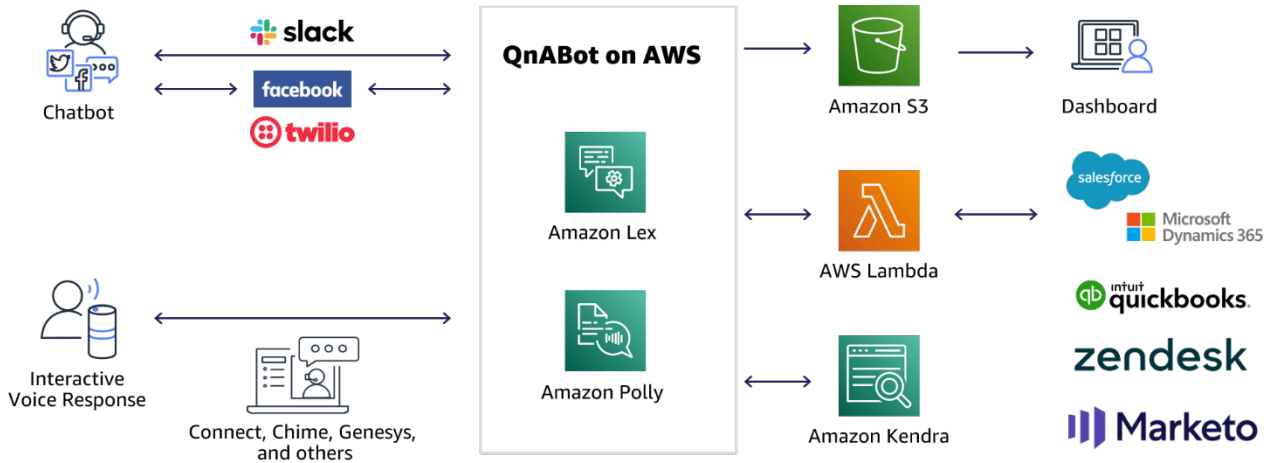 slack
QnABot on AWS
facebook
Chatbot
twilio
Amazon S3
Dashboard
salesforce
Microsoft
Dynamics 365
Amazon Lex
AWS Lambda
intuit
qb
quickbooks.
zendesk
Interactive
Voice Response
Connect, Chime, Genesys,
and others
Amazon Polly
Amazon Kendra
Marketo